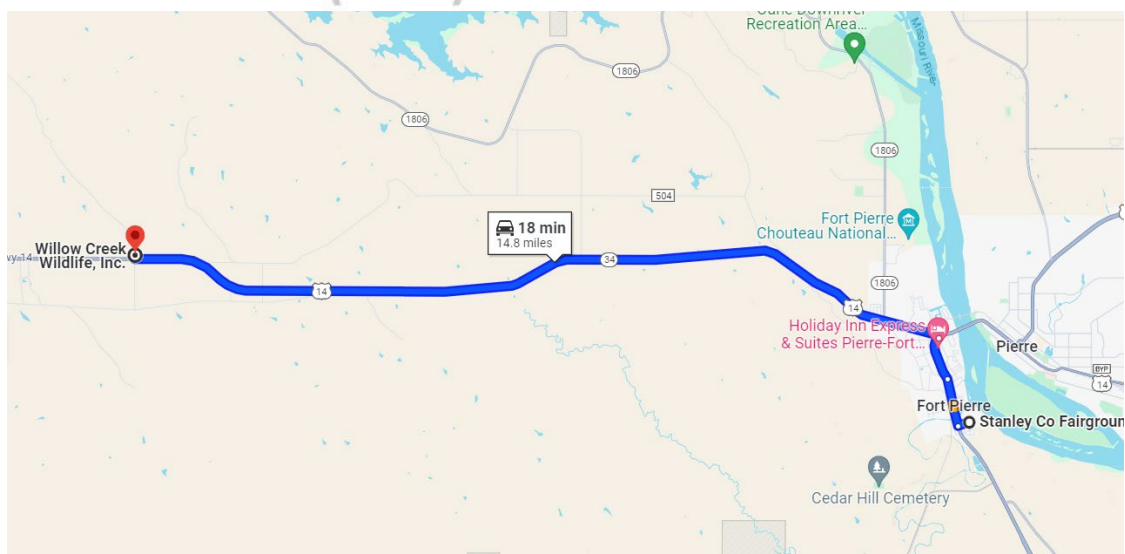 Recreation Area...
Missouri River
1806
1806
1806
504
Fort Pierre
Chouteau National...
Willow Creek
Wildlife, Inc.
18 min
14.8 miles
34
14
1806
14
Holiday Inn Express
& Suites Pierre-Fort...
Pierre
BYP
14
Fort Pierre
Stanley Co Fairgroun
Cedar Hill Cemetery